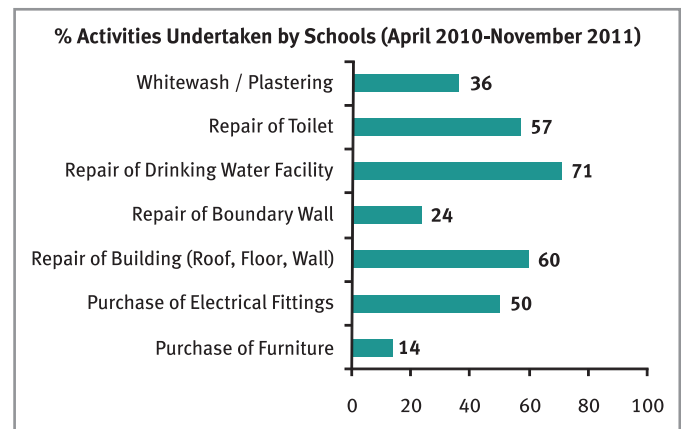 % Activities Undertaken by Schools (April 2010-November 2011)
Whitewash / Plastering 36
Repair of Toilet 57
Repair of Drinking Water Facility 71
Repair of Boundary Wall 24
Repair of Building (Roof, Floor, Wall) 60
Purchase of Electrical Fittings 50
Purchase of Furniture 14
0 20 40 60 80 100